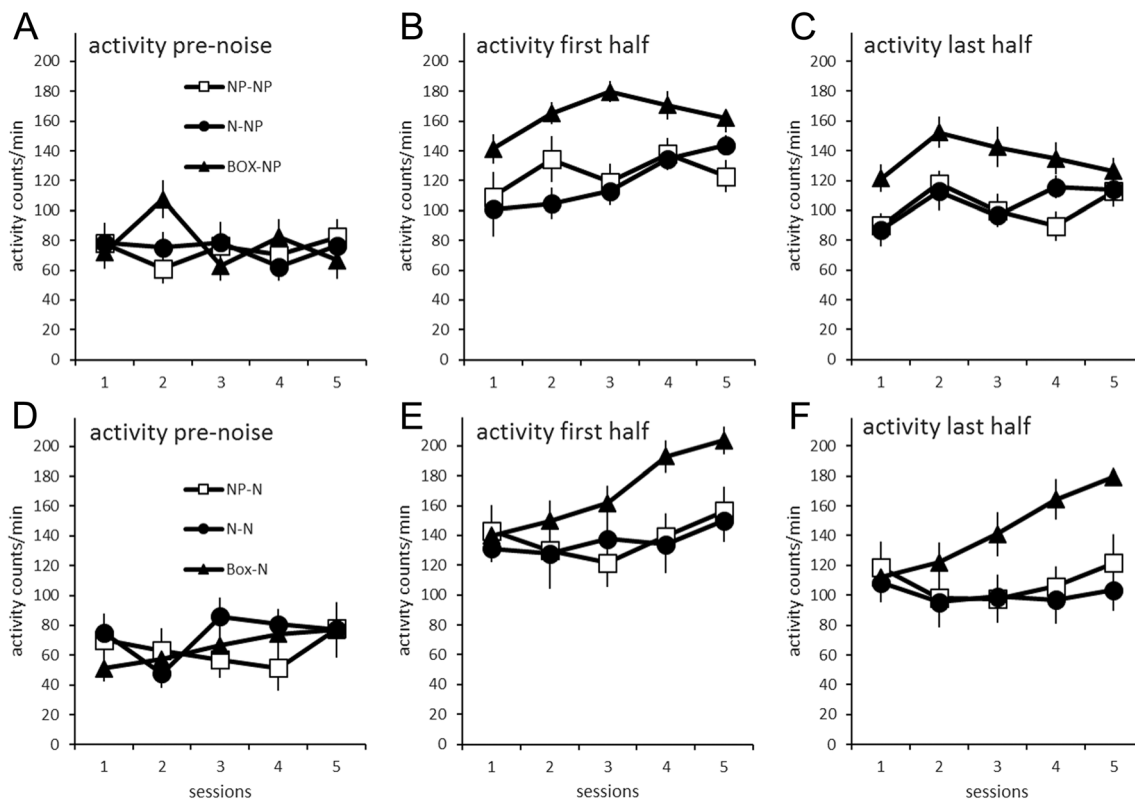 A
activity pre-noise
activity counts/min
200
180
160
140
120
100
80
60
40
20
0
NP-NP
N-NP
BOX-NP
1 2 3 4 5
B
activity first half
activity counts/min
200
180
160
140
120
100
80
60
40
20
0
1 2 3 4 5
C
activity last half
activity counts/min
200
180
160
140
120
100
80
60
40
20
0
1 2 3 4 5
D
activity pre-noise
activity counts/min
200
180
160
140
120
100
80
60
40
20
0
NP-N
N-N
Box-N
1 2 3 4 5
sessions
E
activity first half
activity counts/min
200
180
160
140
120
100
80
60
40
20
0
1 2 3 4 5
sessions
F
activity last half
activity counts/min
200
180
160
140
120
100
80
60
40
20
0
1 2 3 4 5
sessions